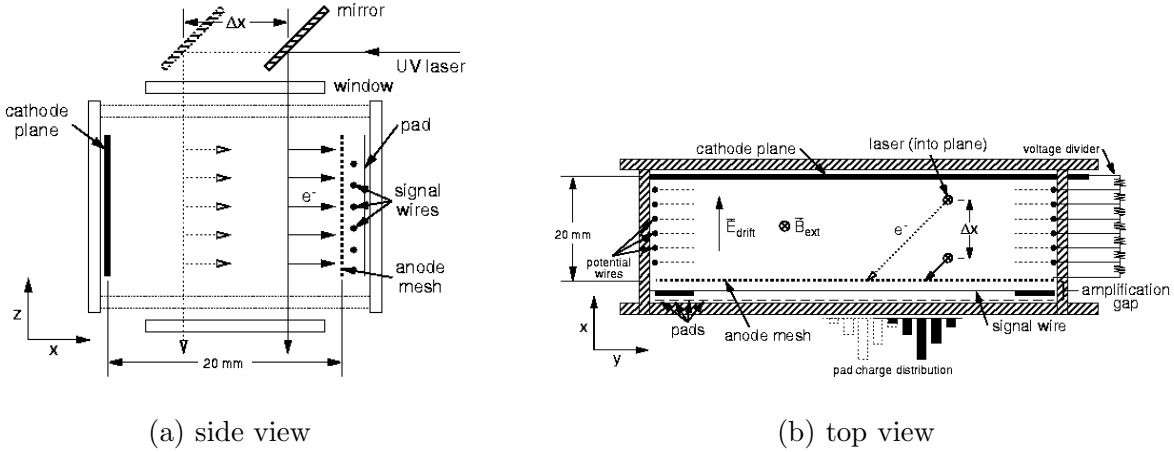 Δx
mirror
UV laser
window
cathode
plane
pad
e-
signal
wires
anode
mesh
z
x
20 mm
(a) side view
laser (into plane)
cathode plane
voltage divider
20 mm
E drift
B ext
e-
Δx
potential
wires
amplification
gap
x
y
pads
anode mesh
signal wire
pad charge distribution
(b) top view